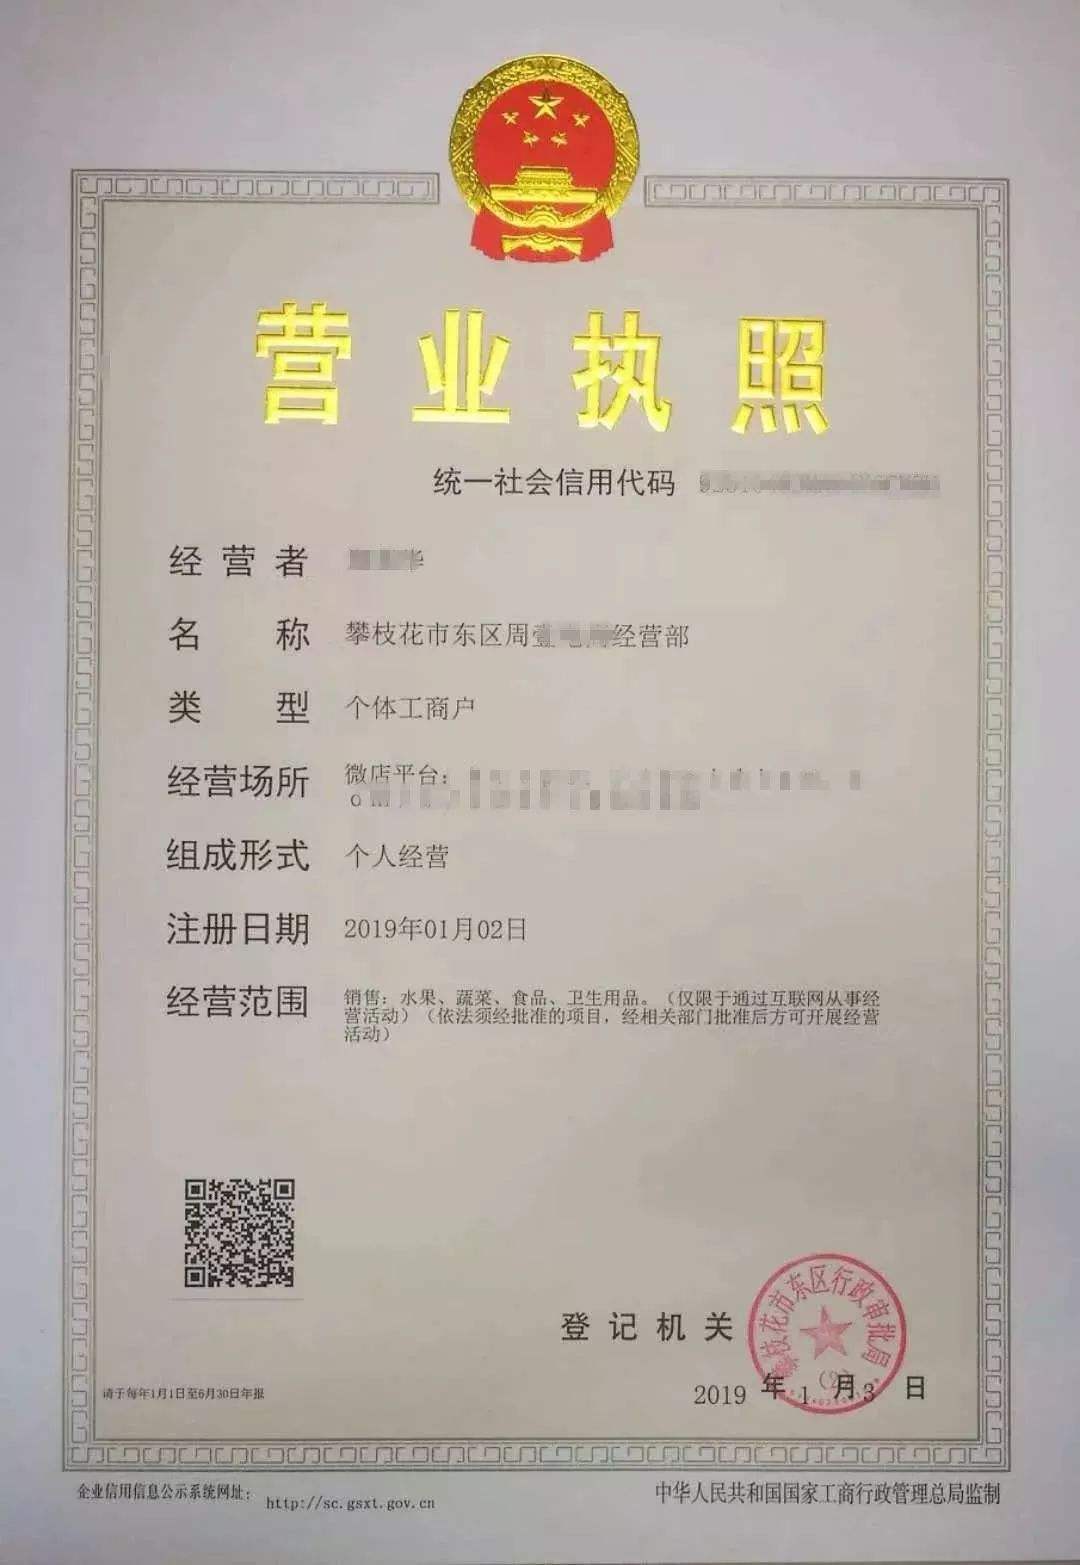 营业执照
统一社会信用代码
经营者 华
名称 攀枝花市东区周壹 经营部
类型 个体工商户
经营场所 微店平台:
om
组成形式 个人经营
注册日期 2019年01月02日
经营范围 销售:水果、蔬菜、食品、卫生用品。(仅限于通过互联网从事经
营活动)(依法须经批准的项目,经相关部门批准后方可开展经营
活动)
登记机关
攀枝花市东区行政审批局
(2)
2019 年 1 月 3 日
请于每年1月1日至6月30日年报
企业信用信息公示系统网址: http://sc.gsxt.gov.cn
中华人民共和国国家工商行政管理总局监制